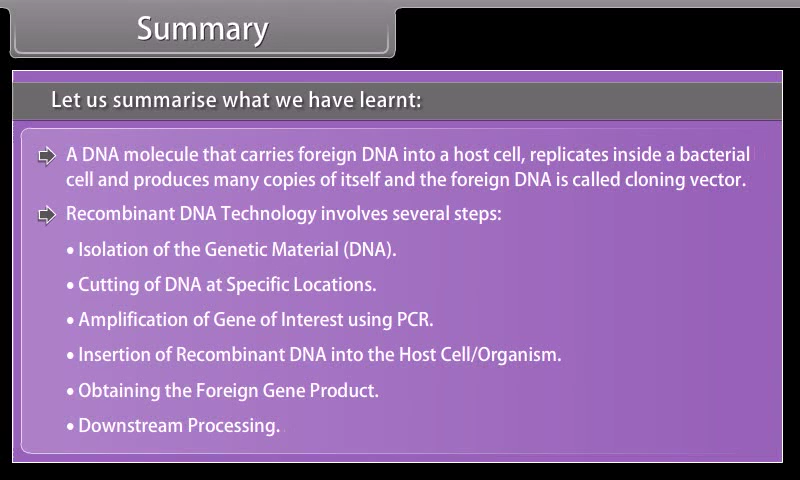 Summary
Let us summarise what we have learnt:
A DNA molecule that carries foreign DNA into a host cell, replicates inside a bacterial
cell and produces many copies of itself and the foreign DNA is called cloning vector.
Recombinant DNA Technology involves several steps:
• Isolation of the Genetic Material (DNA).
• Cutting of DNA at Specific Locations.
• Amplification of Gene of Interest using PCR.
• Insertion of Recombinant DNA into the Host Cell/Organism.
• Obtaining the Foreign Gene Product.
• Downstream Processing.